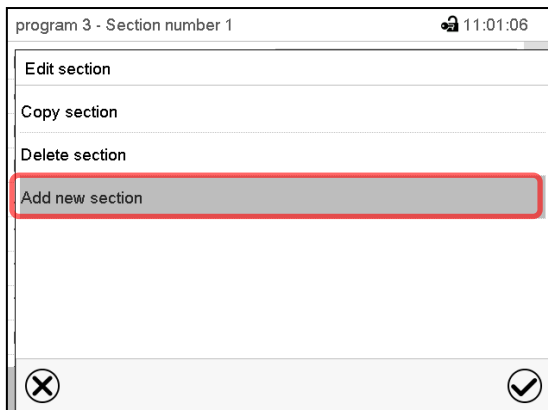 program 3 - Section number 1 11:01:06
Edit section
Copy section
Delete section
Add new section